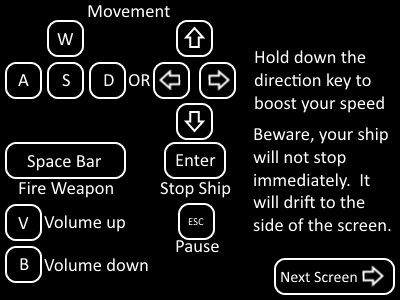 Movement
W
A S D OR
Hold down the
direction key to
boost your speed
Beware, your ship
will not stop
immediately. It
will drift to the
side of the screen.
Space Bar
Fire Weapon
Enter
Stop Ship
V Volume up
ESC
Pause
B Volume down
Next Screen